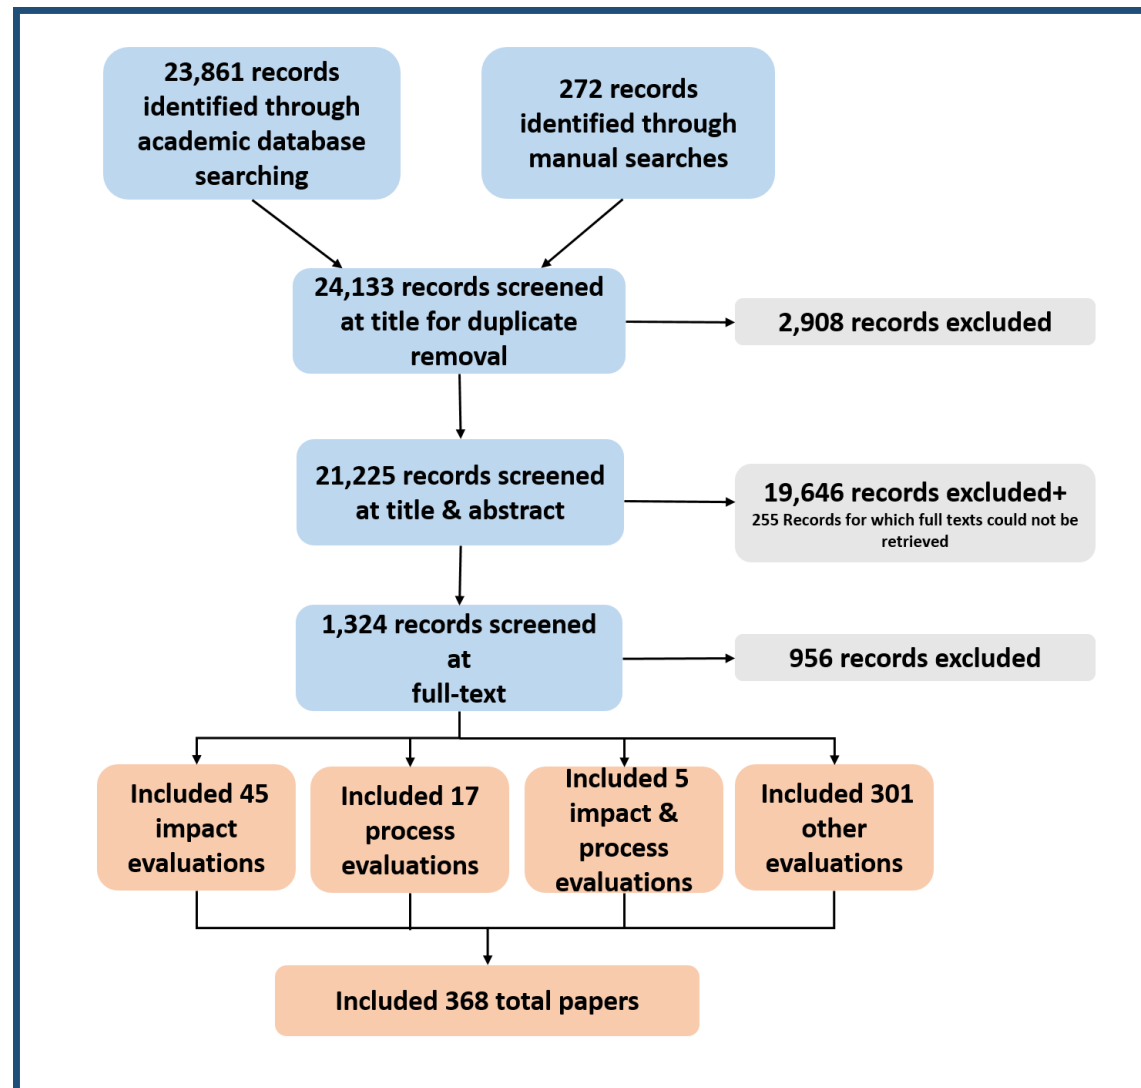 23,861 records
identified through
academic database
searching
272 records
identified through
manual searches
24,133 records screened
at title for duplicate
removal
2,908 records excluded
21,225 records screened
at title & abstract
19,646 records excluded+
255 Records for which full texts could not be
retrieved
1,324 records screened
at
full-text
956 records excluded
Included 45
impact
evaluations
Included 17
process
evaluations
Included 5
impact &
process
evaluations
Included 301
other
evaluations
Included 368 total papers